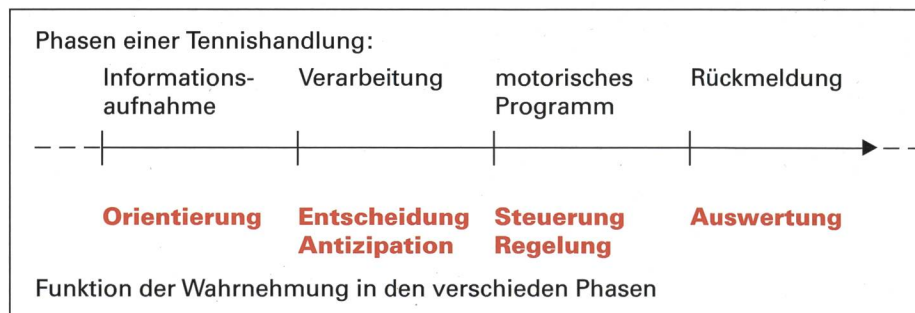 Phasen einer Tennishandlung:
Informations- Verarbeitung motorisches Rückmeldung
aufnahme Programm
Orientierung Entscheidung Steuerung Auswertung
Antizipation Regelung
Funktion der Wahrnehmung in den verschieden Phasen